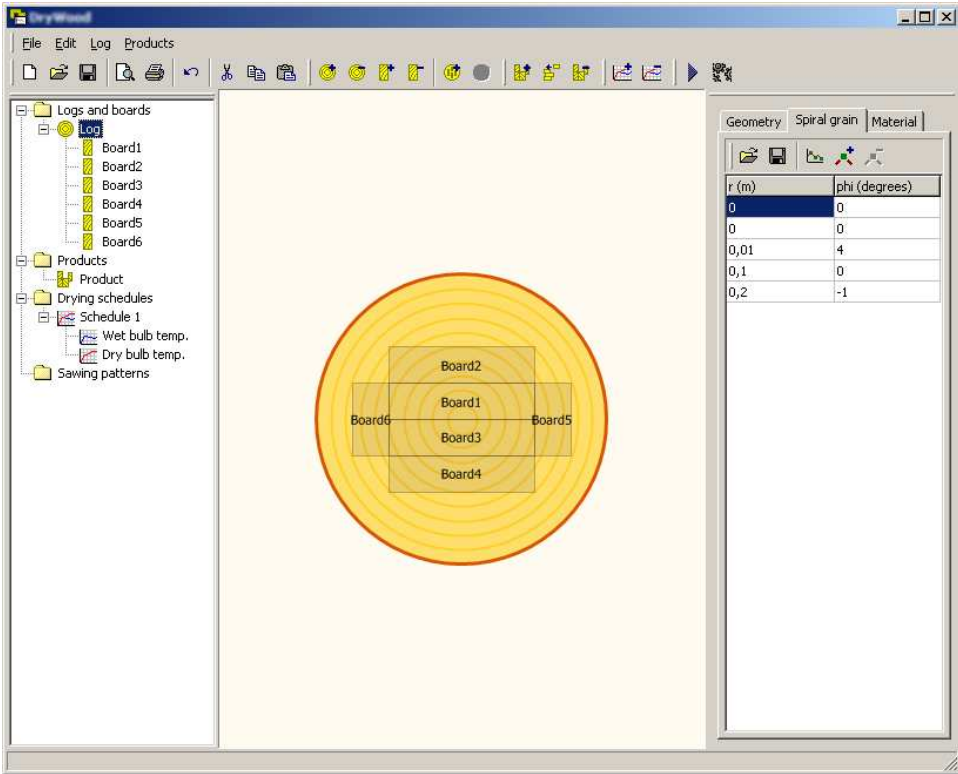 DryWood
File Edit Log Products
Logs and boards
Log
Board1
Board2
Board3
Board4
Board5
Board6
Products
Product
Drying schedules
Schedule 1
Wet bulb temp.
Dry bulb temp.
Sawing patterns
Board2
Board1
Board6 Board5
Board3
Board4
Geometry Spiral grain Material
r (m) phi (degrees)
0 0
0 0
0,01 4
0,1 0
0,2 -1